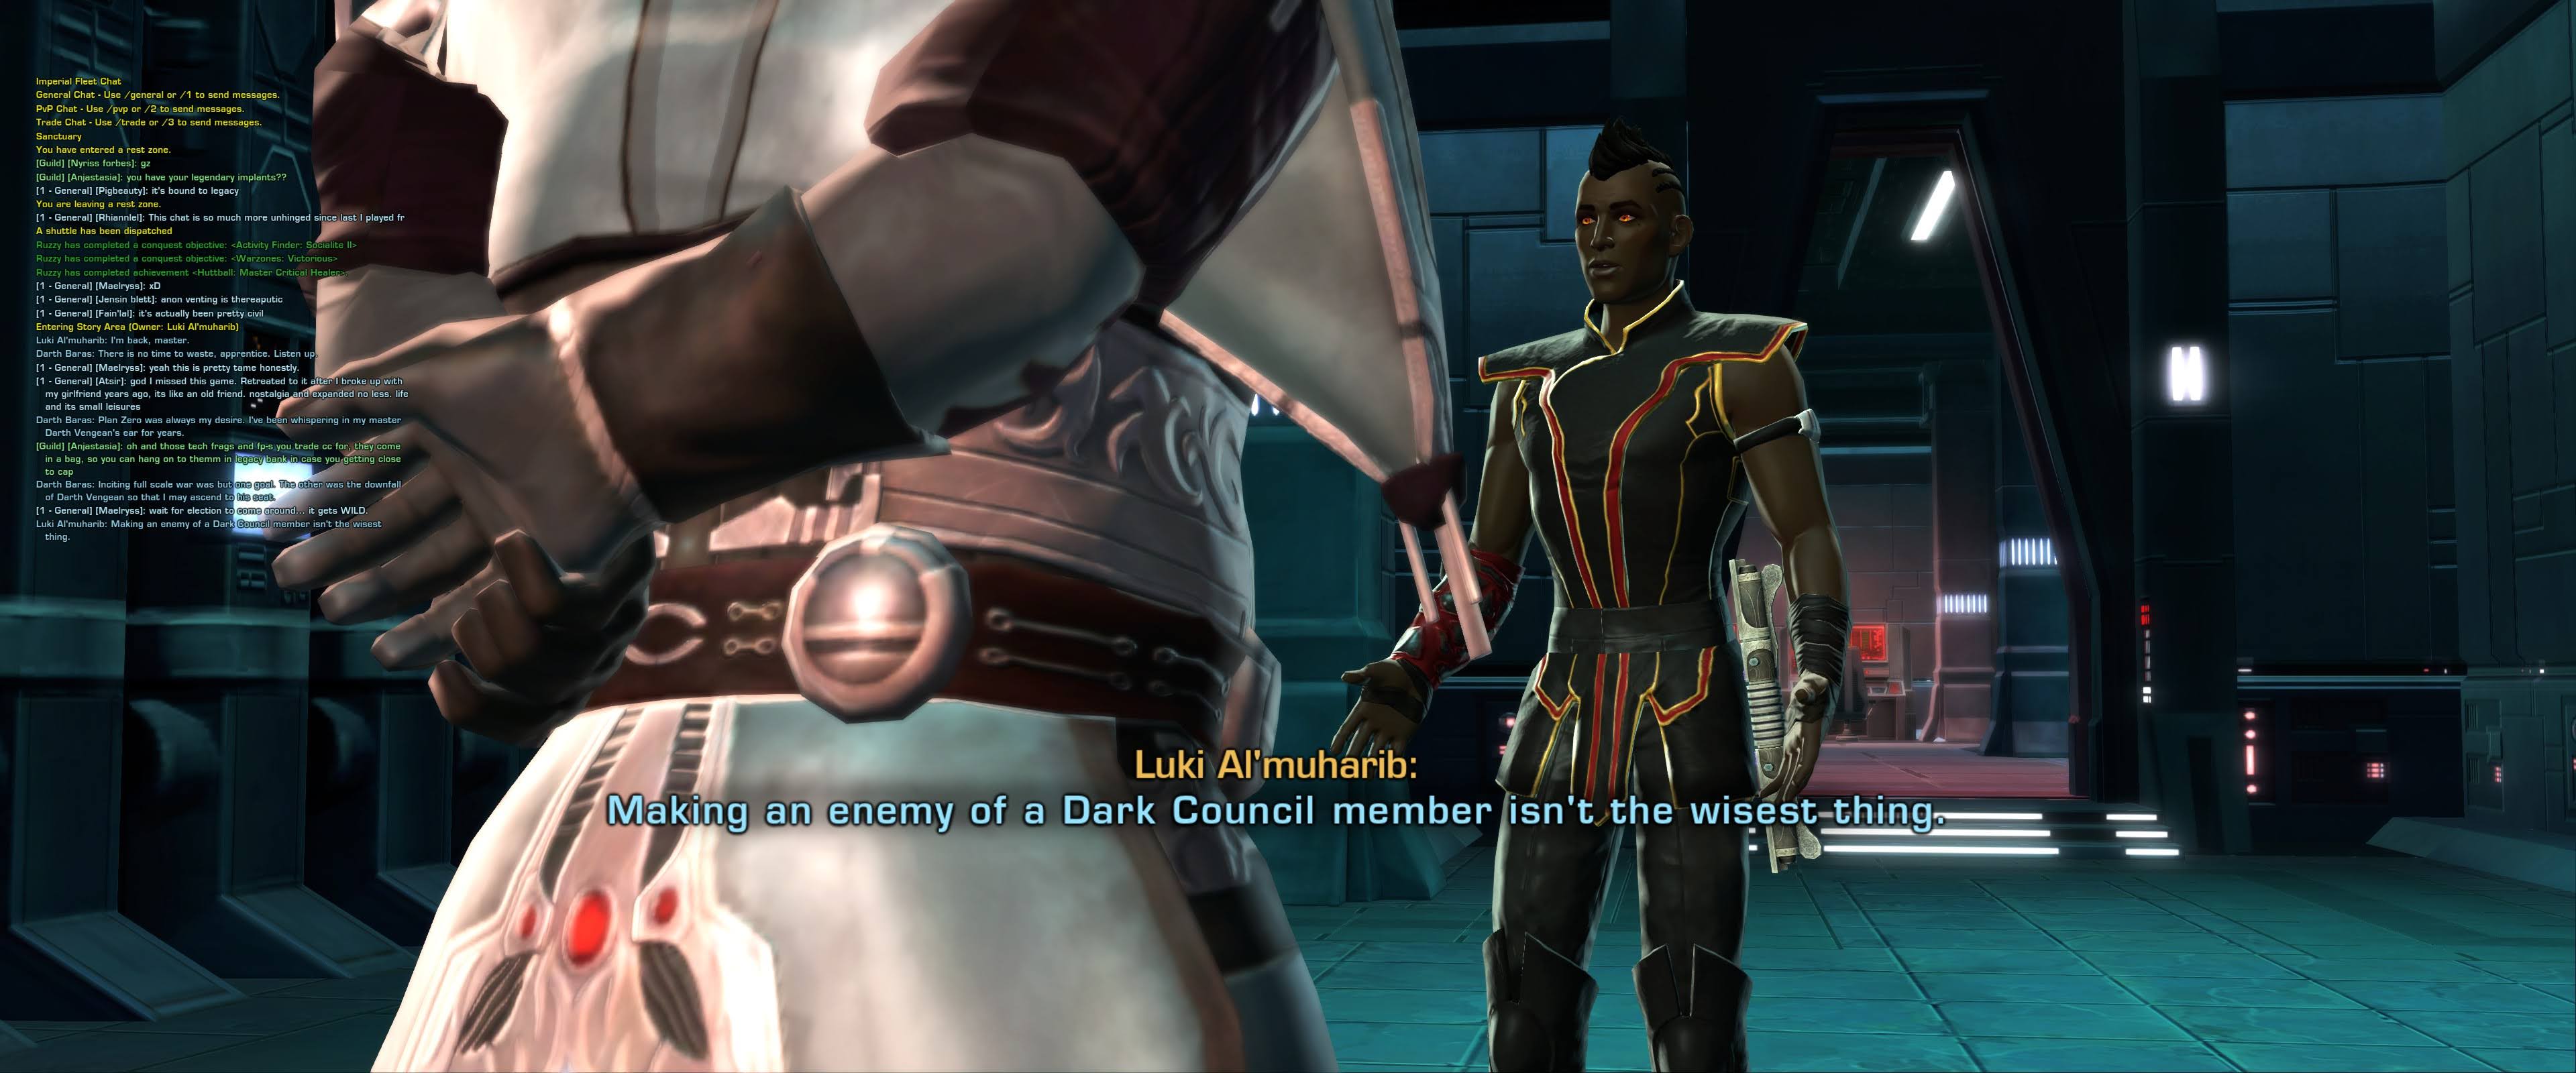 Imperial Fleet Chat
General Chat - Use /general or /1 to send messages.
PvP Chat - Use /pvp or /2 to send messages.
Trade Chat - Use /trade or /3 to send messages.
Sanctuary
You have entered a rest zone.
[Guild] [Nyriss forbes]: gz
[Guild] [Anjastasia]: you have your legendary implants??
[1 - General] [Pigbeauty]: it's bound to legacy
You are leaving a rest zone.
[1 - General] [Rhiannlel]: This chat is so much more unhinged since last I played fr
A shuttle has been dispatched
Ruzzy has completed a conquest objective: <Activity Finder: Socialite II>
Ruzzy has completed a conquest objective: <Warzones: Victorious>
Ruzzy has completed achievement <Huttball: Master Critical Healer>
[1 - General] [Maelryss]: xD
[1 - General] [Jensin blett]: anon venting is thereaputic
[1 - General] [Fain'lal]: it's actually been pretty civil
Entering Story Area (Owner: Luki Al'muharib)
Luki Al'muharib: I'm back, master.
Darth Baras: There is no time to waste, apprentice. Listen up.
[1 - General] [Maelryss]: yeah this is pretty tame honestly.
[1 - General] [Atsir]: god I missed this game. Retreated to it after I broke up with
my girlfriend years ago, its like an old friend. nostalgia and expanded no less. life
and its small leisures
Darth Baras: Plan Zero was always my desire. I've been whispering in my master
Darth Vengean's ear for years.
[Guild] [Anjastasia]: oh and those tech frags and fp-s you trade cc for, they come
in a bag, so you can hang on to themm in legacy bank in case you getting close
to cap
Darth Baras: Inciting full scale war was but one goal. The other was the downfall
of Darth Vengean so that I may ascend to his seat.
[1 - General] [Maelryss]: wait for election to come around... it gets WILD.
Luki Al'muharib: Making an enemy of a Dark Council member isn't the wisest
thing.
Luki Al'muharib:
Making an enemy of a Dark Council member isn't the wisest thing.